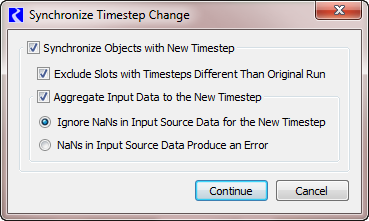 Synchronize Timestep Change
Synchronize Objects with New Timestep
Exclude Slots with Timesteps Different Than Original Run
Aggregate Input Data to the New Timestep
Ignore NaNs in Input Source Data for the New Timestep
NaNs in Input Source Data Produce an Error
Continue
Cancel